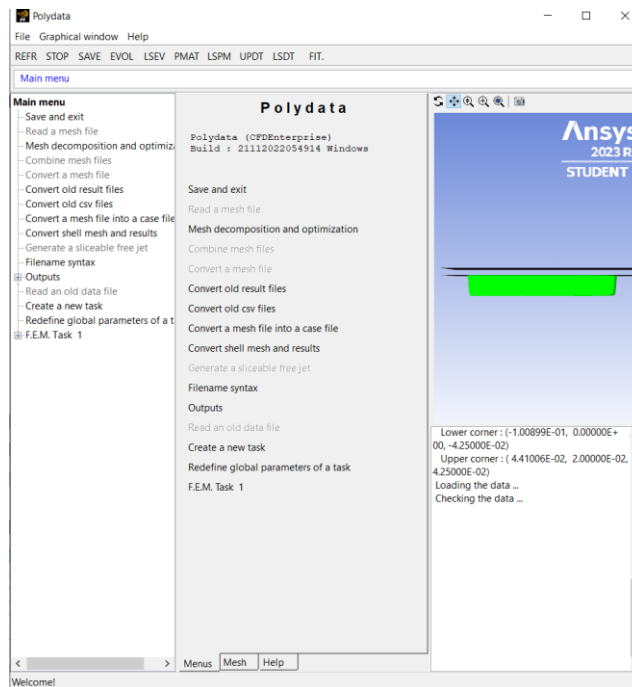 Polydata
File Graphical window Help
REFR STOP SAVE EVOL LSEV PMAT LSPM UPDT LSDT FIT.
Main menu
Main menu
Save and exit
Read a mesh file
Mesh decomposition and optimiz
Combine mesh files
Convert a mesh file
Convert old result files
Convert old csv files
Convert a mesh file into a case file
Convert shell mesh and results
Generate a sliceable free jet
Filename syntax
Outputs
Read an old data file
Create a new task
Redefine global parameters of a t
F.E.M. Task 1
Polydata
Polydata (CFDEnterprise)
Build : 21112022054914 Windows
Save and exit
Read a mesh file
Mesh decomposition and optimization
Combine mesh files
Convert a mesh file
Convert old result files
Convert old csv files
Convert a mesh file into a case file
Convert shell mesh and results
Generate a sliceable free jet
Filename syntax
Outputs
Read an old data file
Create a new task
Redefine global parameters of a task
F.E.M. Task 1
Menus Mesh Help
Ansys
2023 R
STUDENT
Lower corner : (-1.00899E-01, 0.00000E+
00, -4.25000E-02)
Upper corner : ( 4.41006E-02, 2.00000E-02,
4.25000E-02)
Loading the data ...
Checking the data ...
Welcome!